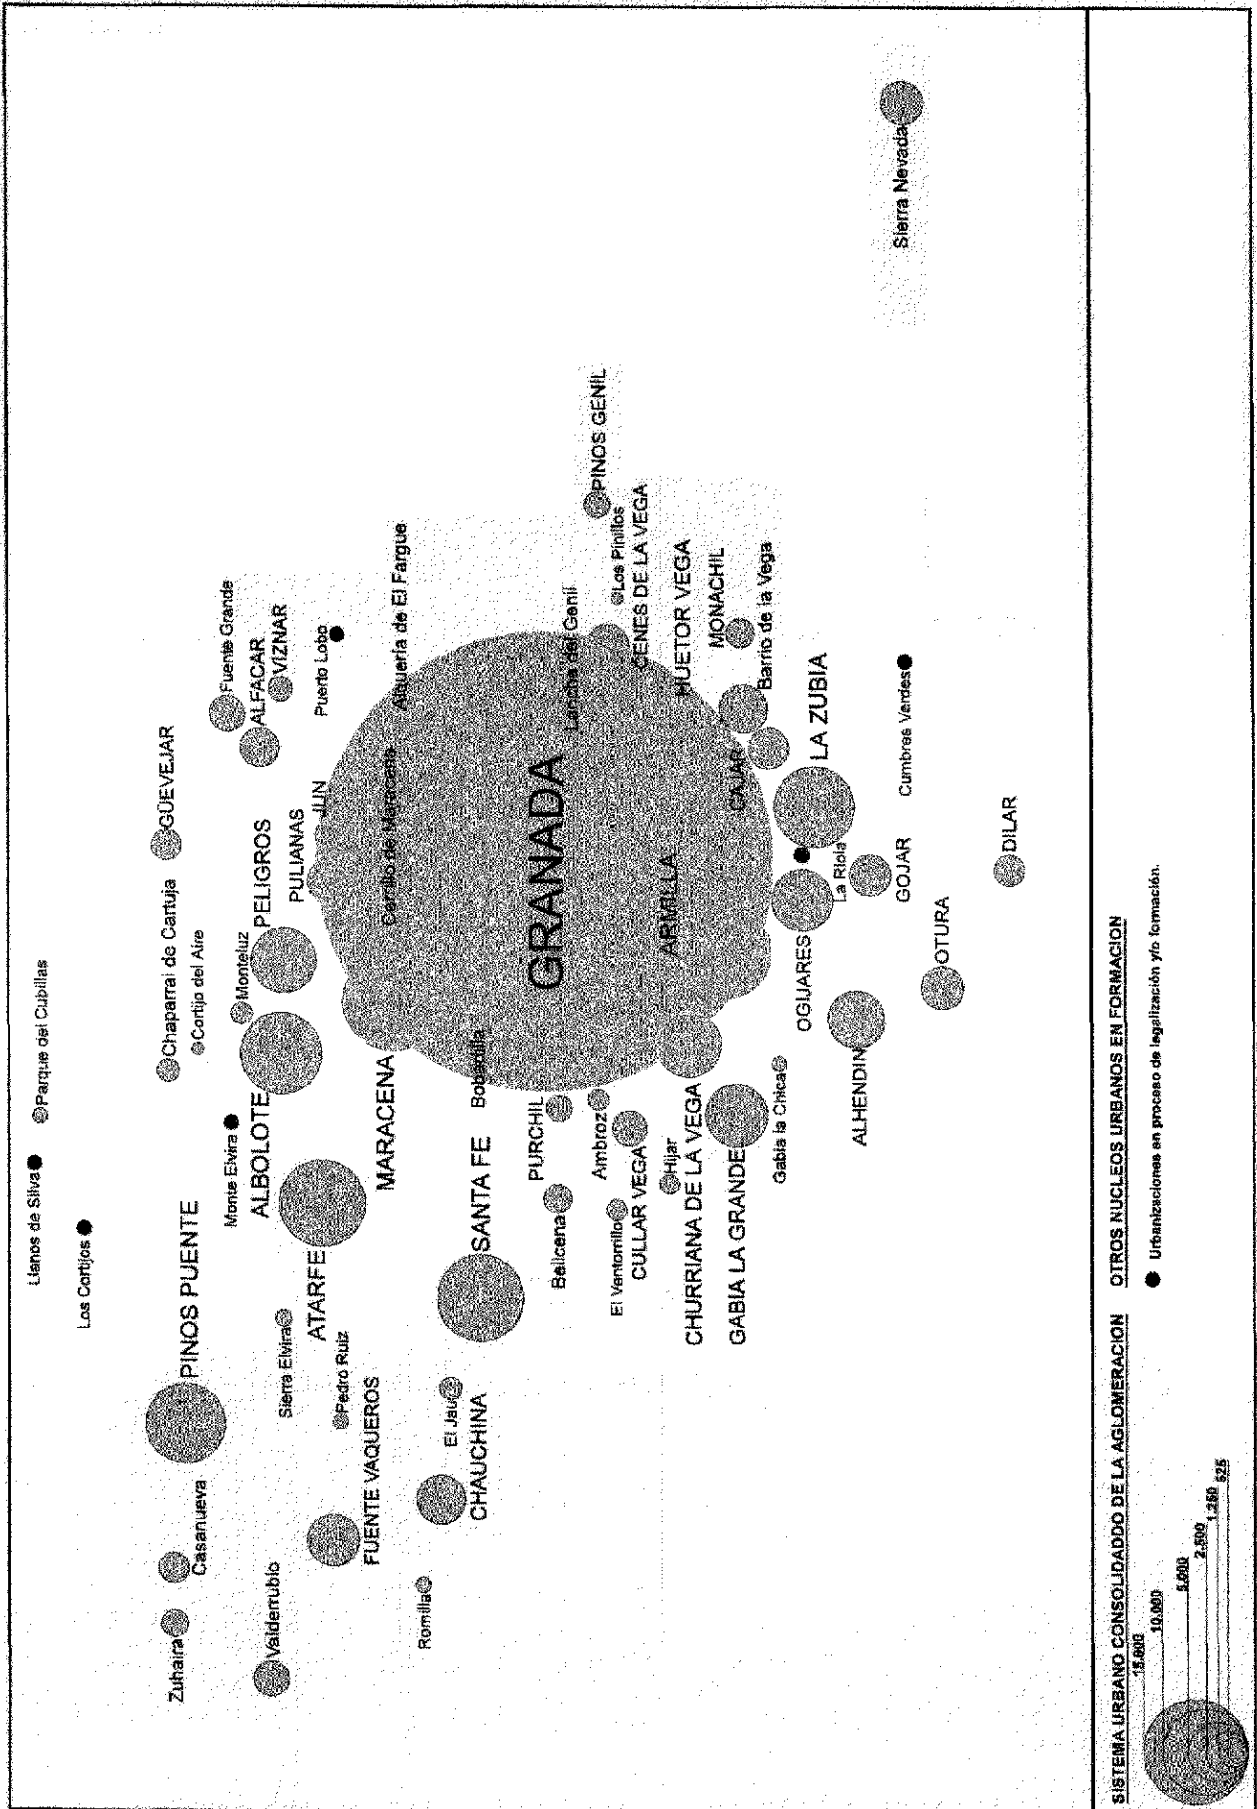 Llanos de Silva
Parque del Cubillas
Los Cortijos
Chaparral de Cartuja
GÜEVEJAR
Cortijo del Aire
Zuhaira
Casanueva
PINOS PUENTE
Monte Elvira
Monteluz
Fuente Grande
ALFACAR
VIZNAR
Valderrubio
Sierra Elvira
ALBOLOTE
PELIGROS
PULIANAS
JUN
Puerto Lobo
ATARFE
Pedro Ruiz
FUENTE VAQUEROS
MARACENA
Cerrillo de Maracena
Alquería de El Fargue
Romilla
El Jau
CHAUCHINA
SANTA FE
Bobadilla
GRANADA
PURCHIL
Belicena
Ambroz
Lancha del Genil
PINOS GENIL
Los Pinillos
CENES DE LA VEGA
El Ventorrillo
CULLAR VEGA
Hijar
ARMILLA
HUETOR VEGA
CHURRIANA DE LA VEGA
GABIA LA GRANDE
MONACHIL
Barrio de la Vega
CAJAR
Gabia la Chica
OGIJARES
LA ZUBIA
La Riola
ALHENDIN
GOJAR
Cumbres Verdes
Sierra Nevada
OTURA
DILAR
SISTEMA URBANO CONSOLIDADDO DE LA AGLOMERACION
15.000
10.000
5.000
2.500
1.250
625
OTROS NUCLEOS URBANOS EN FORMACION
Urbanizaciones en proceso de legalización y/o formación.